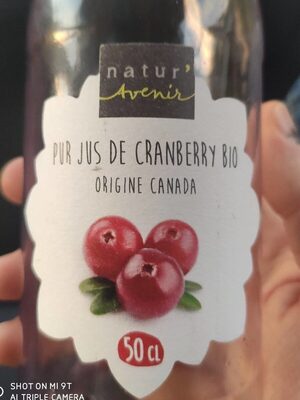 natur'
Avenir
PUR JUS DE CRANBERRY BIO
ORIGINE CANADA
50 CL
SHOT ON MI 9T
AI TRIPLE CAMERA